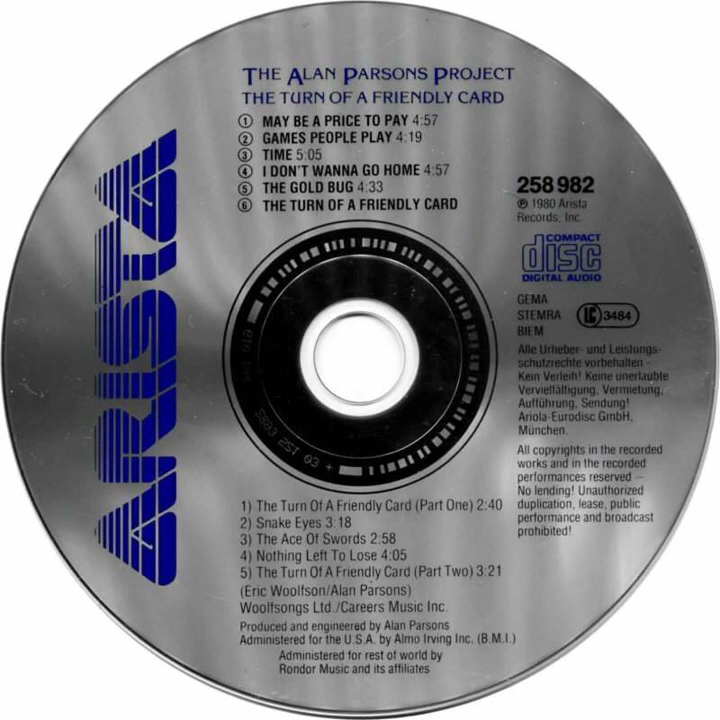 THE ALAN PARSONS PROJECT
THE TURN OF A FRIENDLY CARD
① MAY BE A PRICE TO PAY 4:57
② GAMES PEOPLE PLAY 4:19
③ TIME 5:05
④ I DON'T WANNA GO HOME 4:57
⑤ THE GOLD BUG 4:33
⑥ THE TURN OF A FRIENDLY CARD
ARISTA
258 982
℗ 1980 Arista
Records, Inc.
COMPACT
disc
DIGITAL AUDIO
GEMA
STEMRA
BIEM
LC 3484
Alle Urheber- und Leistungs-
schutzrechte vorbehalten -
Kein Verleih! Keine unerlaubte
Vervielfältigung, Vermietung,
Aufführung, Sendung!
Ariola-Eurodisc GmbH,
München.
All copyrights in the recorded
works and in the recorded
performances reserved –
No lending! Unauthorized
duplication, lease, public
performance and broadcast
prohibited!
1) The Turn Of A Friendly Card (Part One) 2:40
2) Snake Eyes 3:18
3) The Ace Of Swords 2:58
4) Nothing Left To Lose 4:05
5) The Turn Of A Friendly Card (Part Two) 3:21
(Eric Woolfson/Alan Parsons)
Woolfsongs Ltd./Careers Music Inc.
Produced and engineered by Alan Parsons
Administered for the U.S.A. by Almo Irving Inc. (B.M.I.)
Administered for rest of world by
Rondor Music and its affiliates